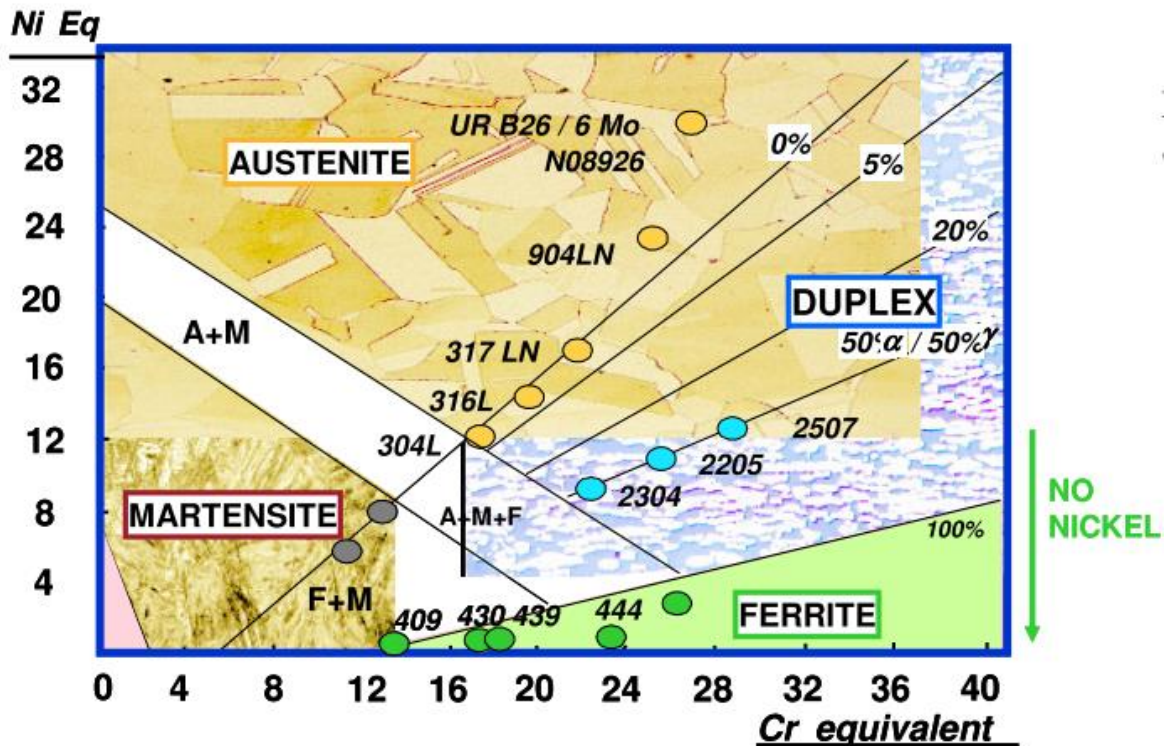 Ni Eq
32
28
24
20
16
12
8
4
UR B26 / 6 Mo
N08926
AUSTENITE
0%
5%
904LN
20%
DUPLEX
A+M
317 LN
50%α / 50%γ
316L
304L
2507
2205
2304
MARTENSITE
A+M+F
NO
NICKEL
100%
F+M
409 430 439 444
FERRITE
0 4 8 12 16 20 24 28 32 36 40
Cr equivalent